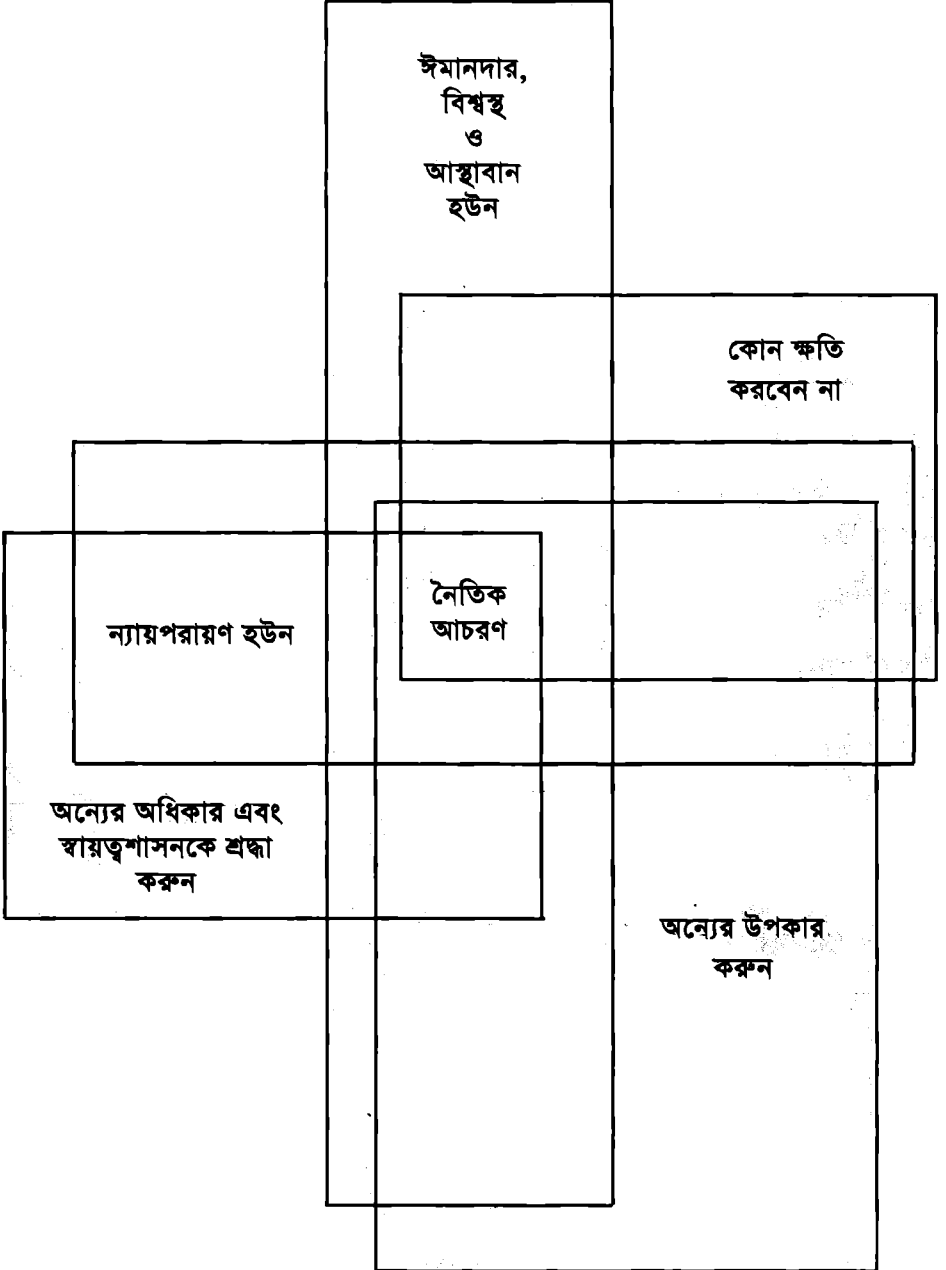 ঈমানদার,
বিশ্বস্থ
ও
আস্থাবান
হউন
কোন ক্ষতি
করবেন না
নৈতিক
আচরণ
ন্যায়পরায়ণ হউন
অন্যের অধিকার এবং
স্বায়ত্বশাসনকে শ্রদ্ধা
করুন
অন্যের উপকার
করুন